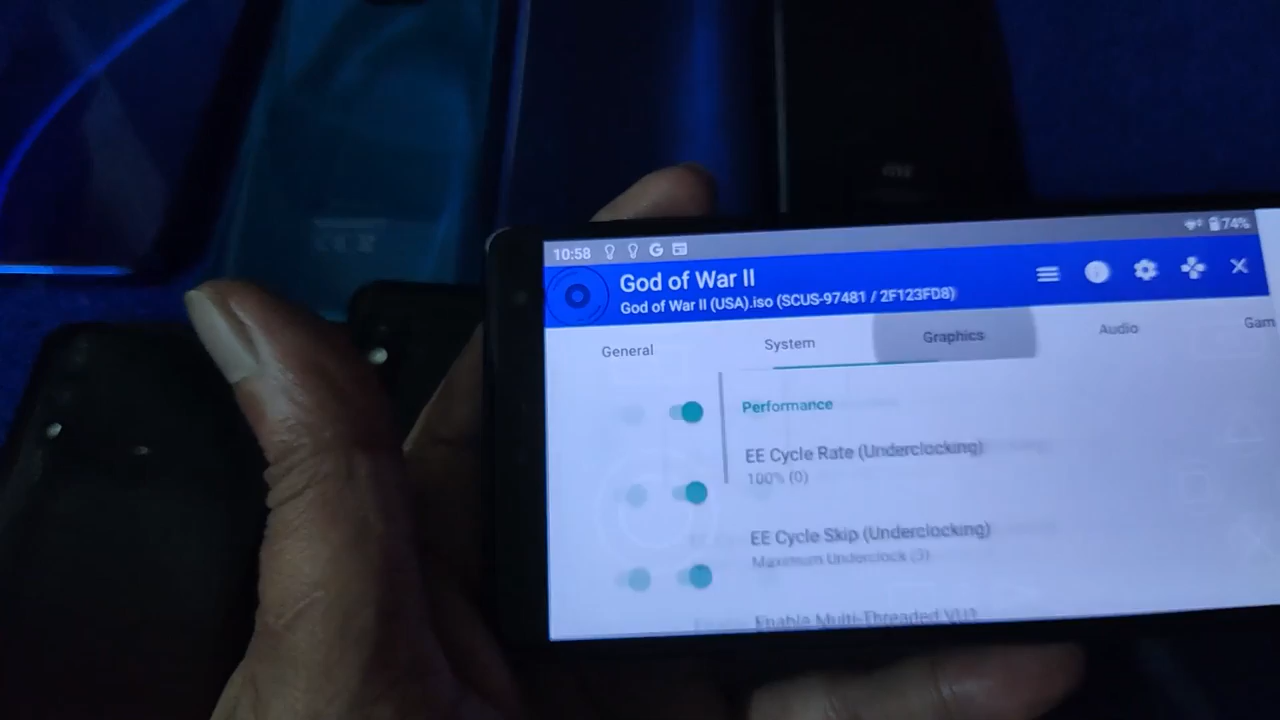 10:58 G 74%
God of War II
God of War II (USA).iso (SCUS-97481 / 2F123FD8)
General System Graphics Audio Gam
Performance
EE Cycle Rate (Underclocking)
100% (0)
EE Cycle Skip (Underclocking)
Maximum Underclock (3)
Enable Multi-Threaded VU1